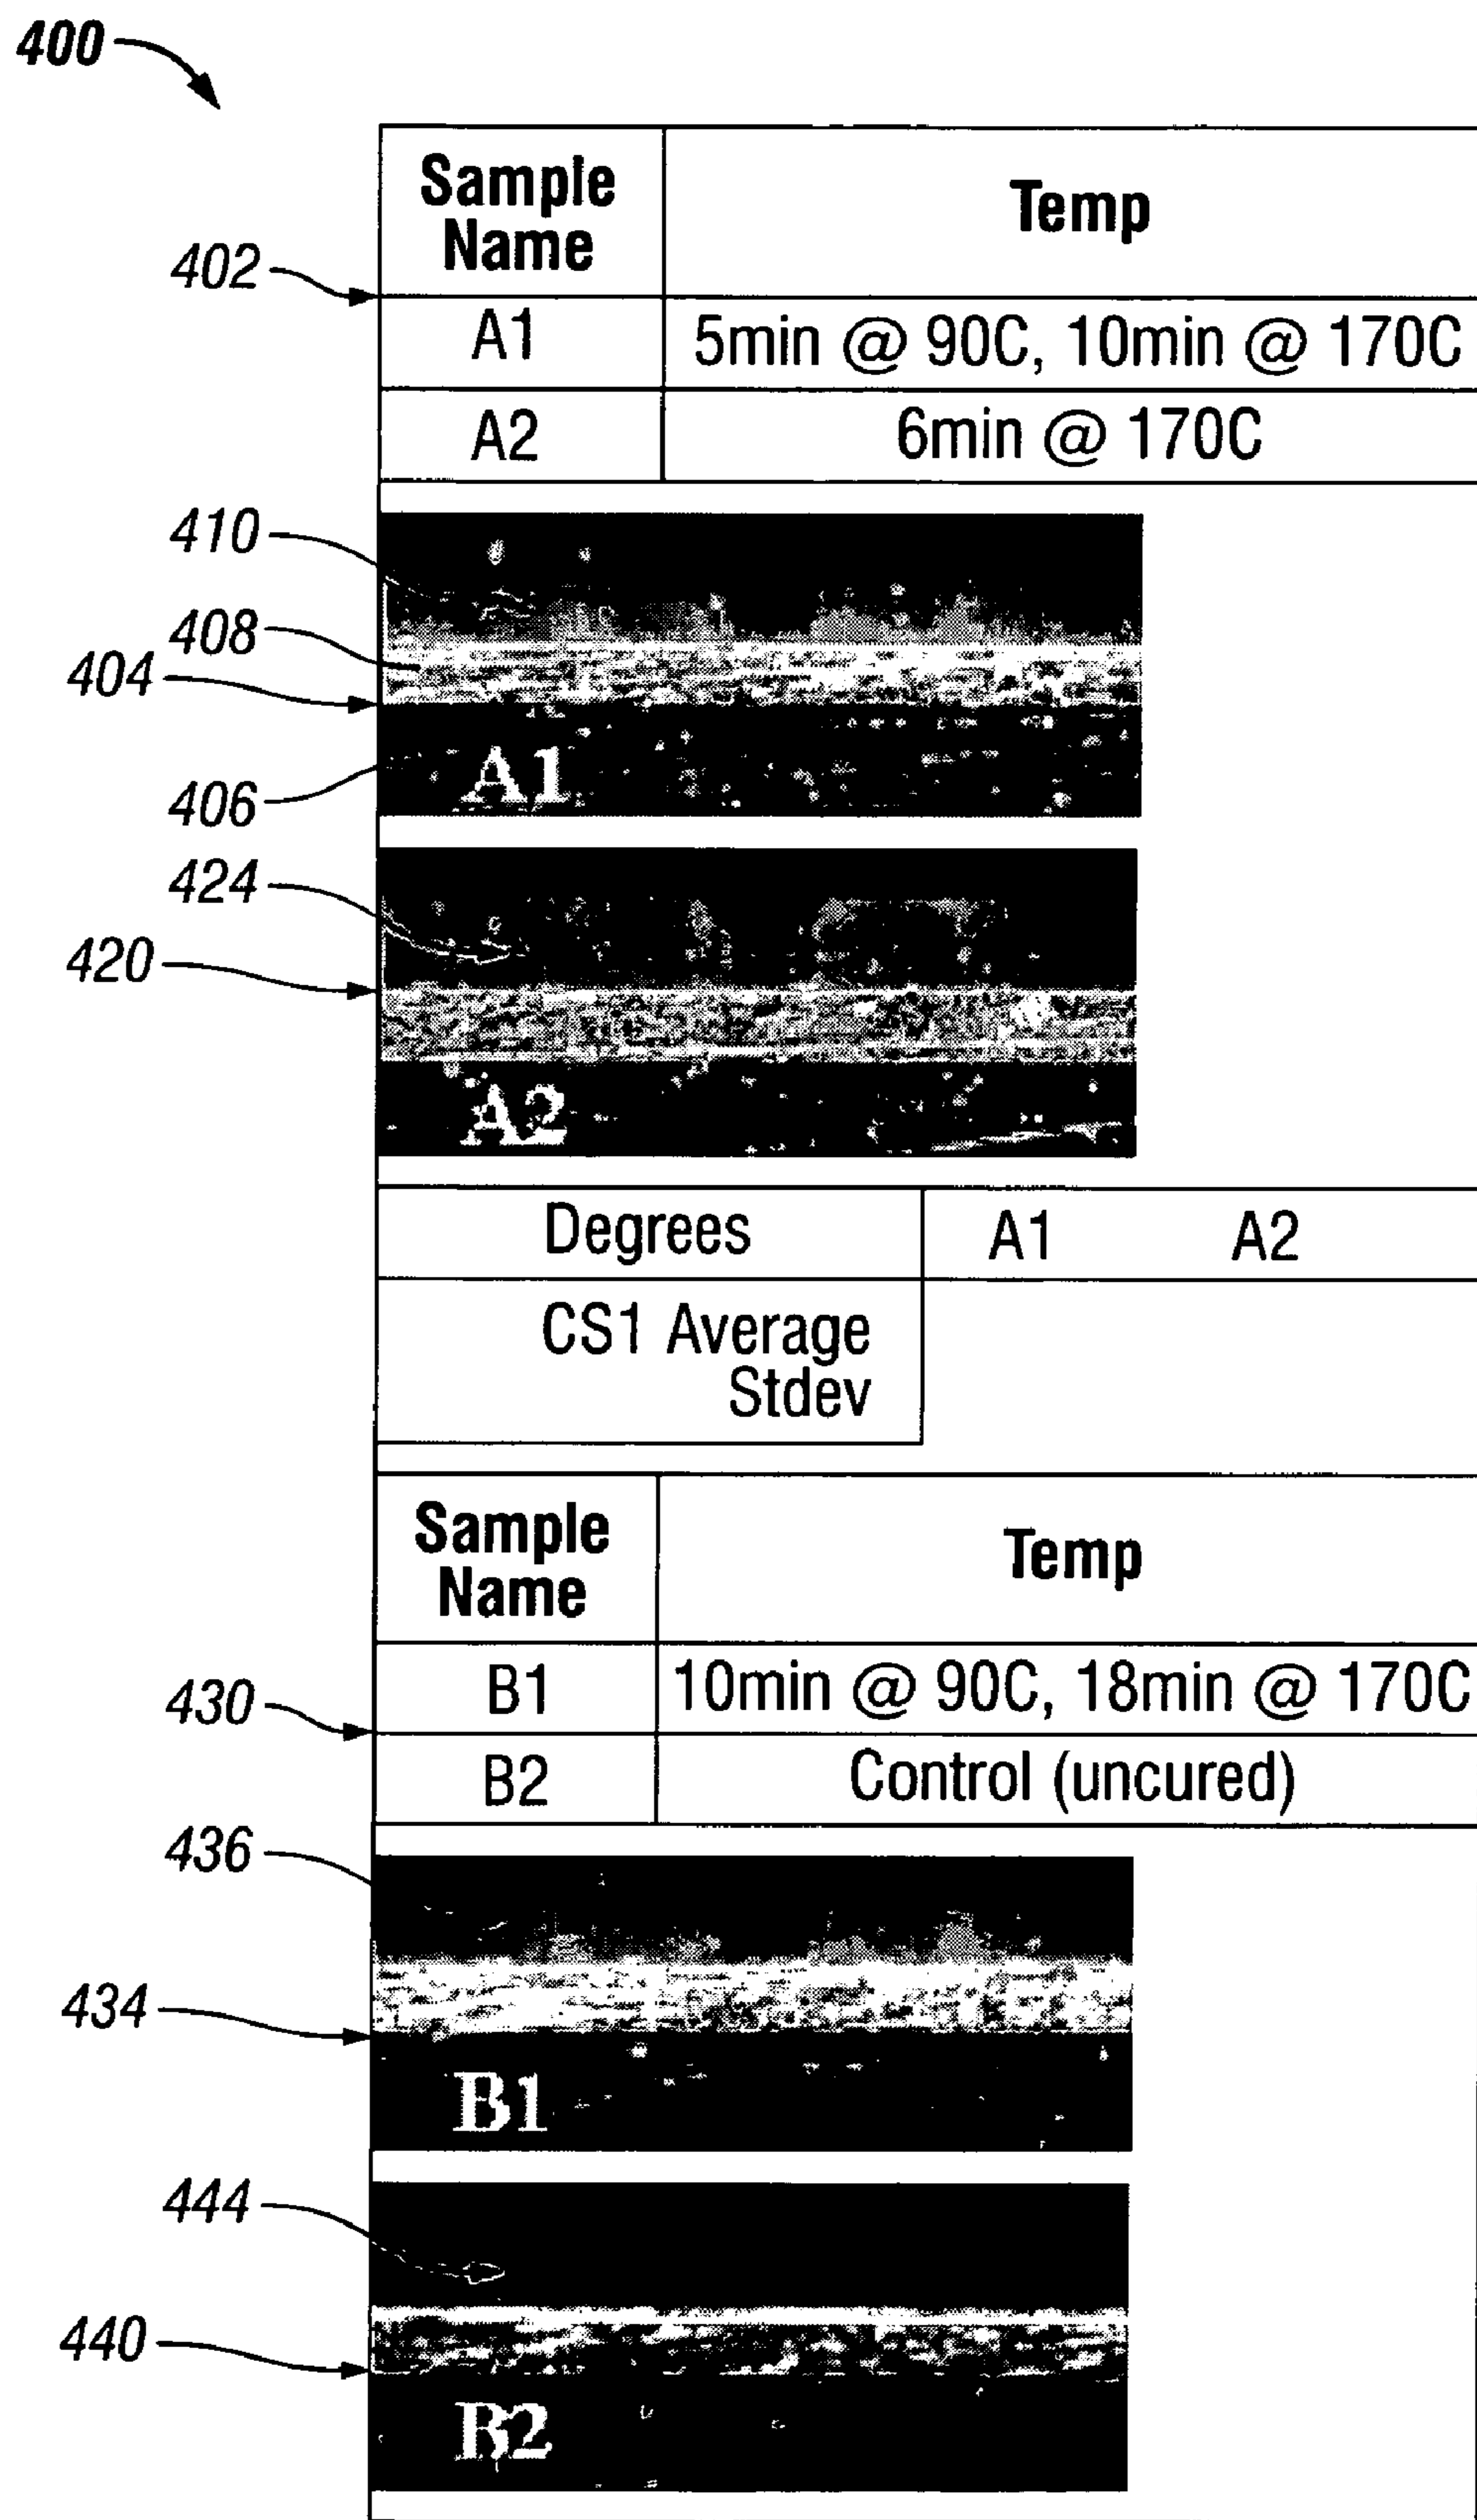 400
Sample Name
Temp
402
A1
5min @ 90C, 10min @ 170C
A2
6min @ 170C
410
408
404
406
A1
424
420
A2
Degrees
A1
A2
CS1 Average
Stdev
Sample Name
Temp
430
B1
10min @ 90C, 18min @ 170C
B2
Control (uncured)
436
434
B1
444
440
B2